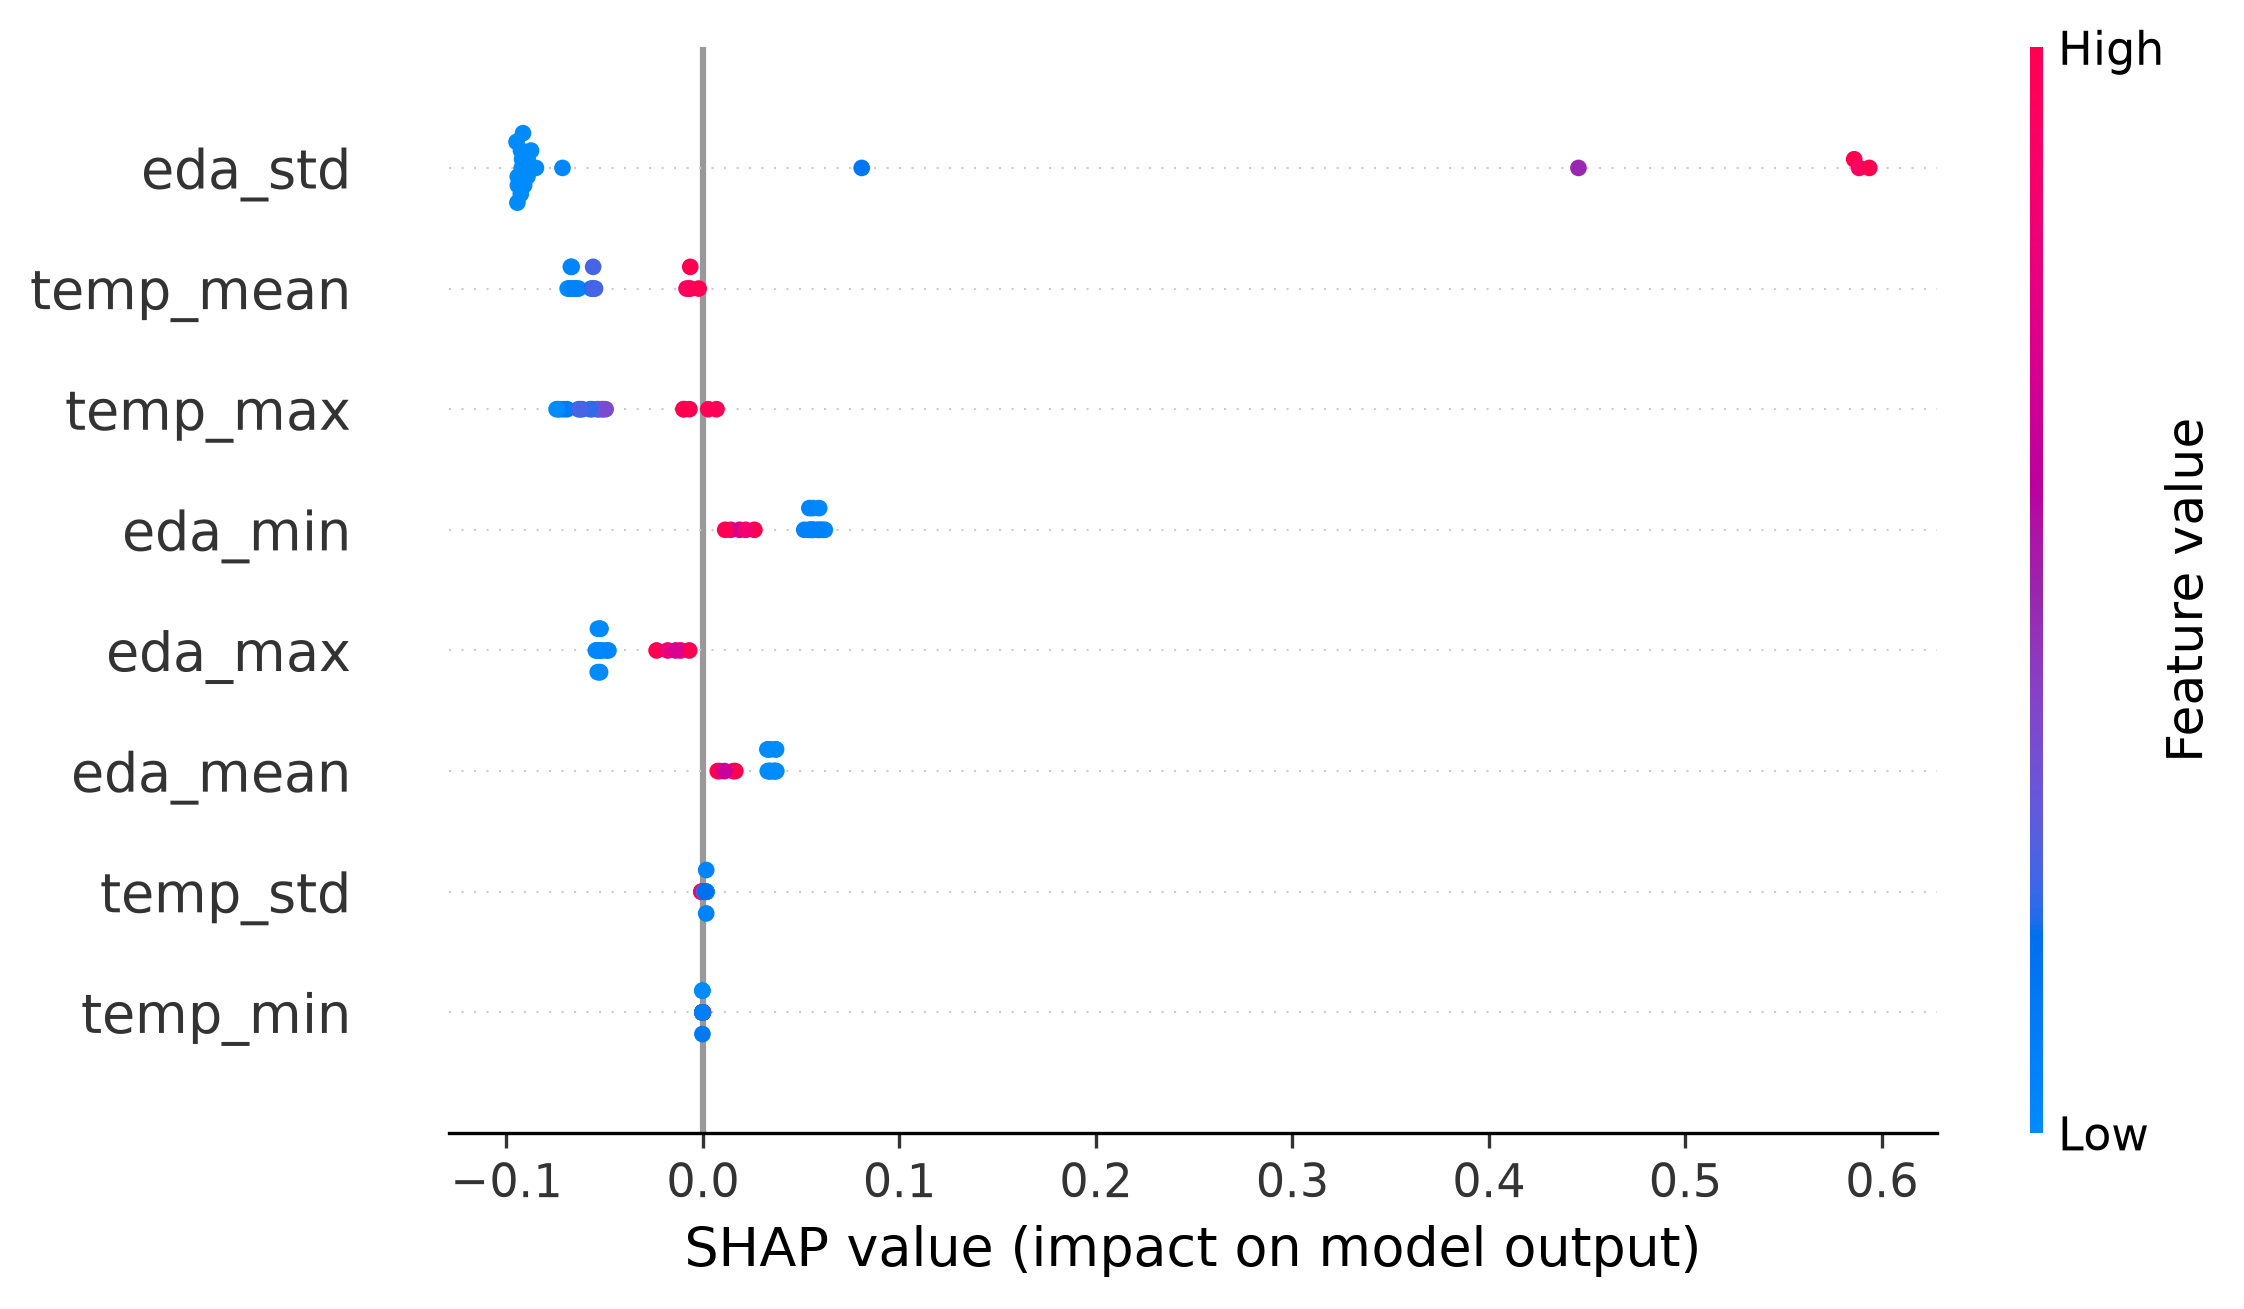 High
eda_std
temp_mean
temp_max
eda_min
eda_max
eda_mean
temp_std
temp_min
Feature value
Low
−0.1 0.0 0.1 0.2 0.3 0.4 0.5 0.6
SHAP value (impact on model output)